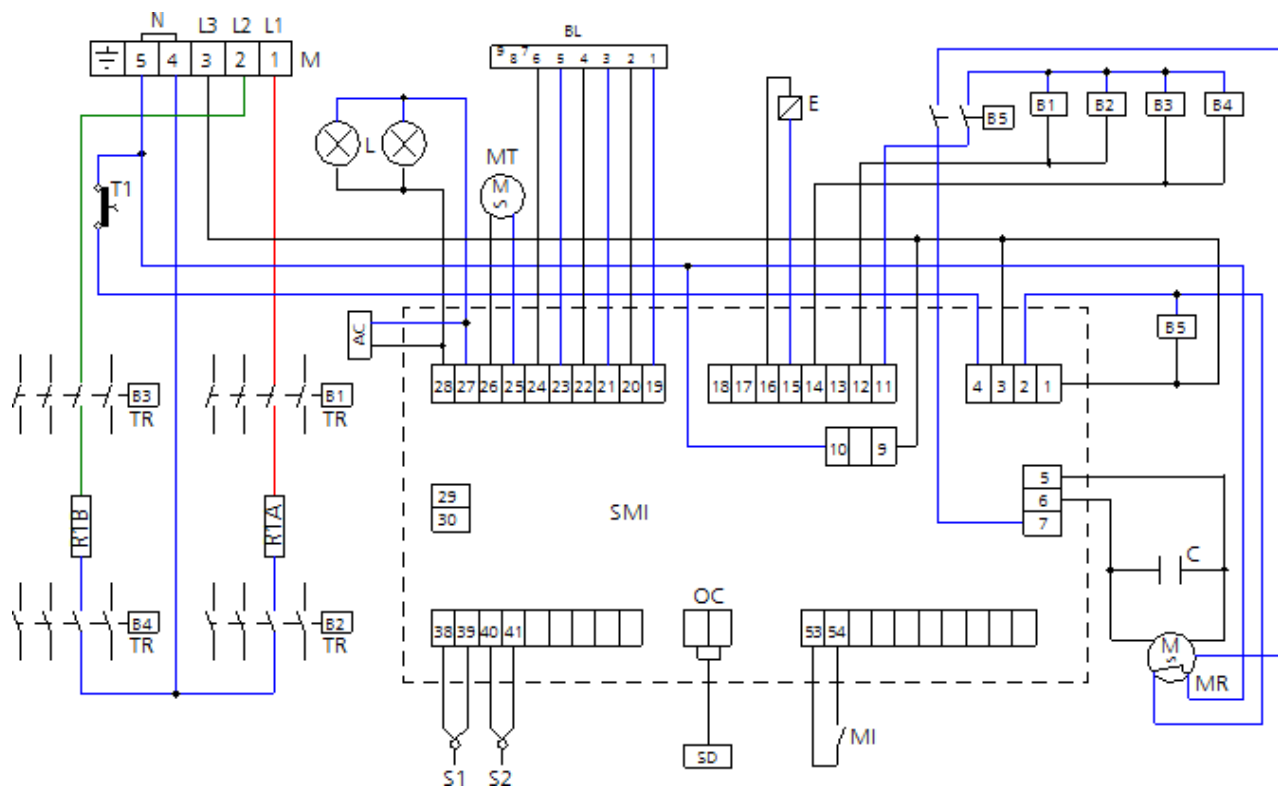 N L3 L2 L1
5 4 3 2 1 M
BL
9 8 7 6 5 4 3 2 1
E
B1 B2 B3 B4
B5
L
MT
M
S
T1
AC
B5
28 27 26 25 24 23 22 21 20 19
18 17 16 15 14 13 12 11
4 3 2 1
B3
TR
B1
TR
10 9
5
6
7
29
30
SMI
R1B
R1A
C
B4
TR
B2
TR
38 39 40 41
OC
53 54
M
S
MR
MI
SD
S1 S2